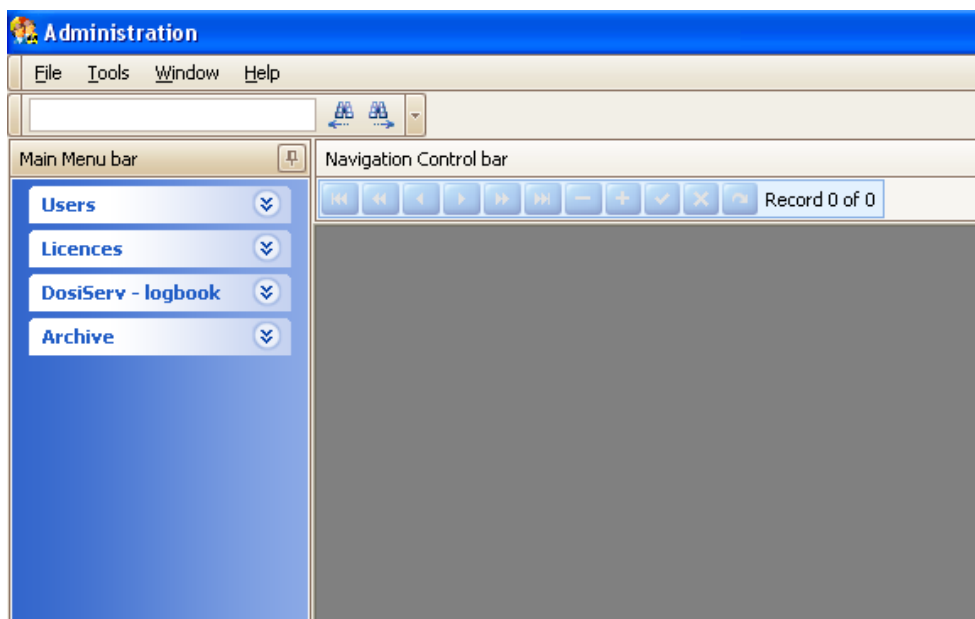 Administration
File Tools Window Help
Main Menu bar
Navigation Control bar
Users
Record 0 of 0
Licences
DosiServ - logbook
Archive